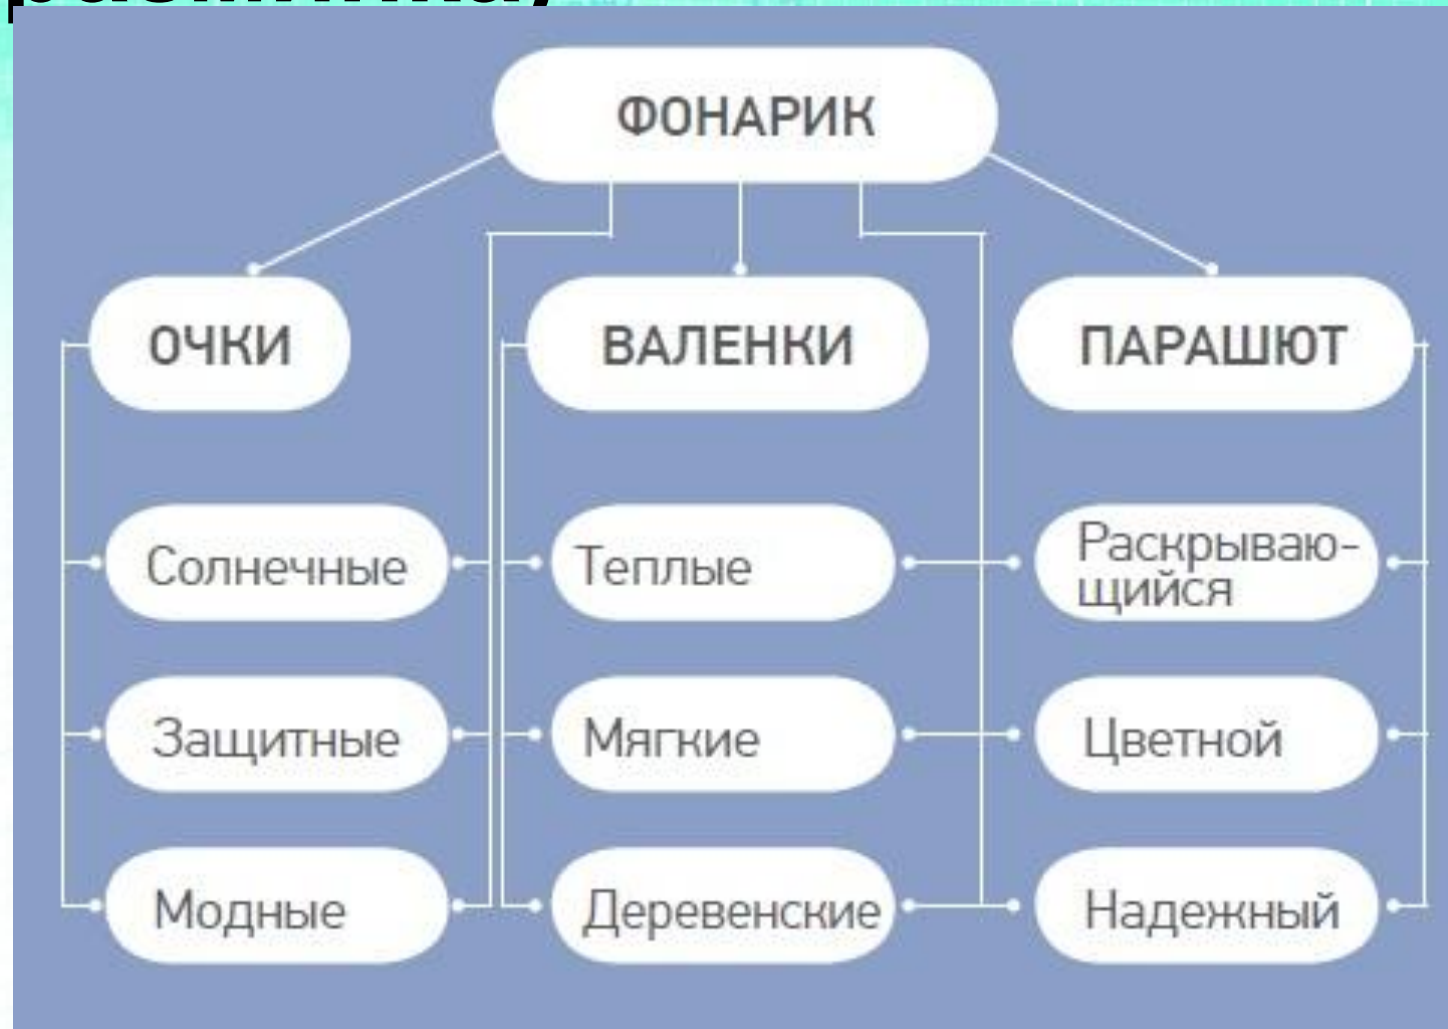 ФОНАРИК
ОЧКИ
ВАЛЕНКИ
ПАРАШЮТ
Солнечные
Теплые
Раскрываю-
щийся
Защитные
Мягкие
Цветной
Модные
Деревенские
Надежный